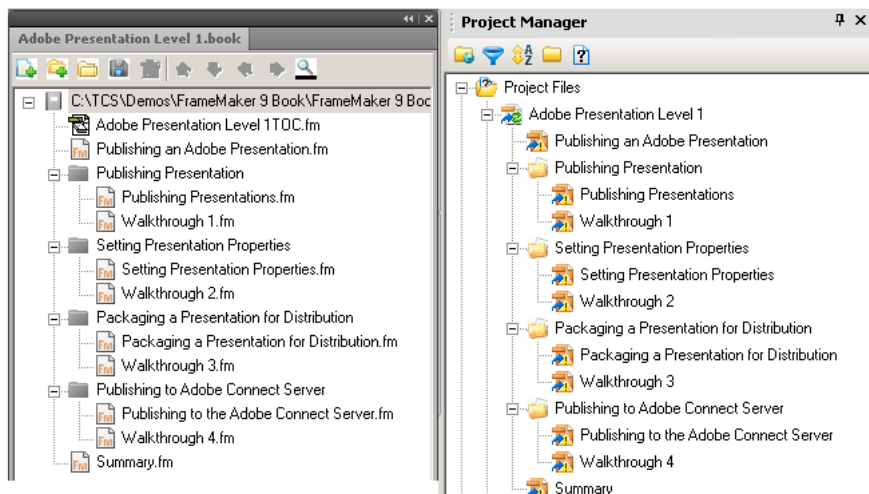 Adobe Presentation Level 1.book
C:\TCS\Demos\FrameMaker 9 Book\FrameMaker 9 Boo
Adobe Presentation Level 1TOC.fm
Publishing an Adobe Presentation.fm
Publishing Presentation
Publishing Presentations.fm
Walkthrough 1.fm
Setting Presentation Properties
Setting Presentation Properties.fm
Walkthrough 2.fm
Packaging a Presentation for Distribution
Packaging a Presentation for Distribution.fm
Walkthrough 3.fm
Publishing to Adobe Connect Server
Publishing to the Adobe Connect Server.fm
Walkthrough 4.fm
Summary.fm
Project Manager
Project Files
Adobe Presentation Level 1
Publishing an Adobe Presentation
Publishing Presentation
Publishing Presentations
Walkthrough 1
Setting Presentation Properties
Setting Presentation Properties
Walkthrough 2
Packaging a Presentation for Distribution
Packaging a Presentation for Distribution
Walkthrough 3
Publishing to Adobe Connect Server
Publishing to the Adobe Connect Server
Walkthrough 4
Summary